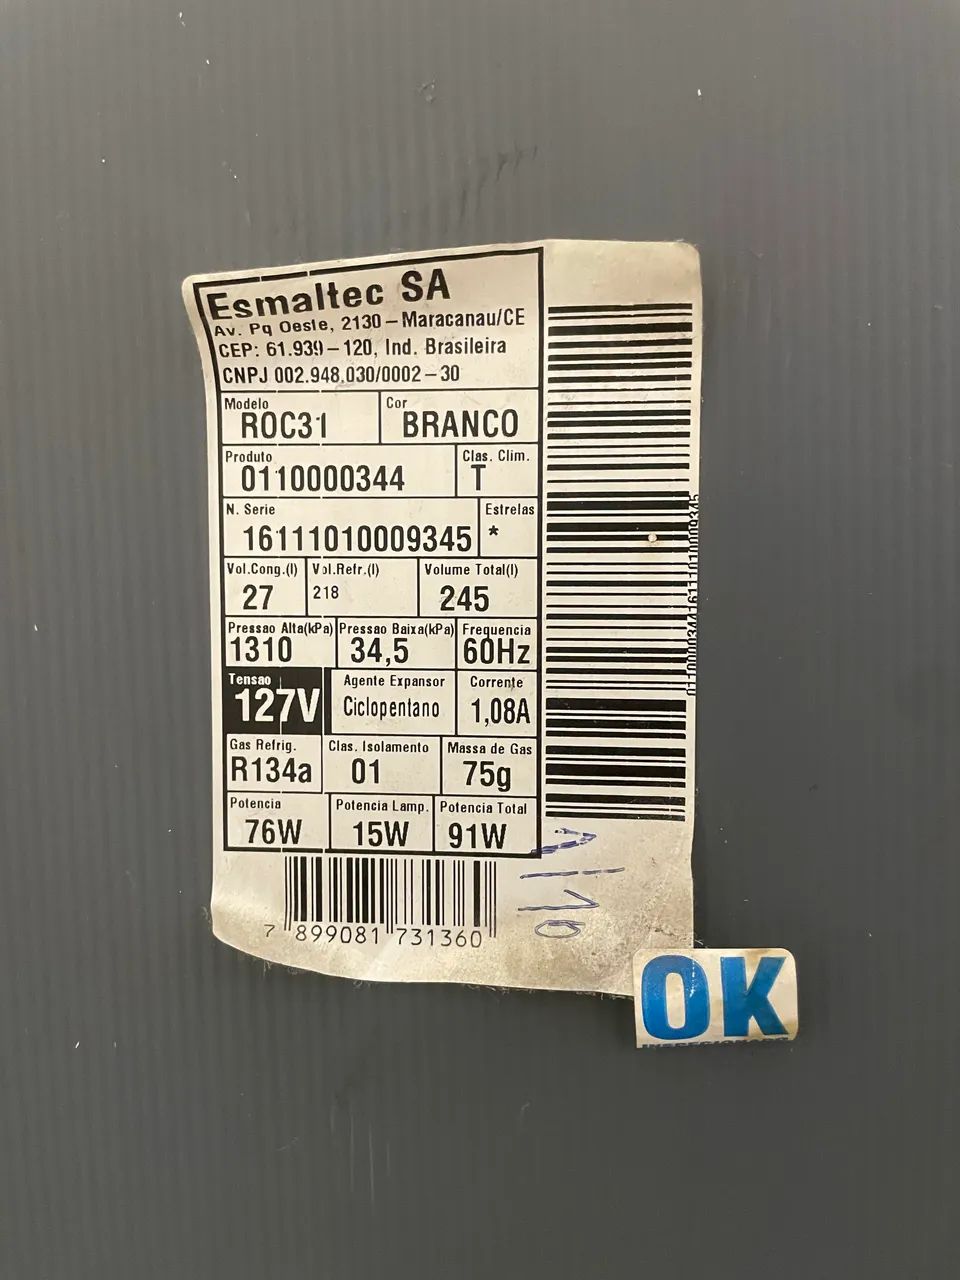 Esmaltec SA
Av. Pq Oeste, 2130 – Maracanau/CE
CEP: 61.939 – 120, Ind. Brasileira
CNPJ 002.948.030/0002 – 30
Modelo Cor
ROC31 BRANCO
Produto Clas. Clim.
0110000344 T
N. Serie Estrelas
16111010009345 *
Vol.Cong.(l) Vol.Refr.(l) Volume Total(l)
27 218 245
Pressao Alta(kPa) Pressao Baixa(kPa) Frequencia
1310 34,5 60Hz
Tensao Agente Expansor Corrente
127V Ciclopentano 1,08A
Gas Refrig. Clas. Isolamento Massa de Gas
R134a 01 75g
Potencia Potencia Lamp. Potencia Total
76W 15W 91W
7 899081 731360
011000034416111010009345
OK